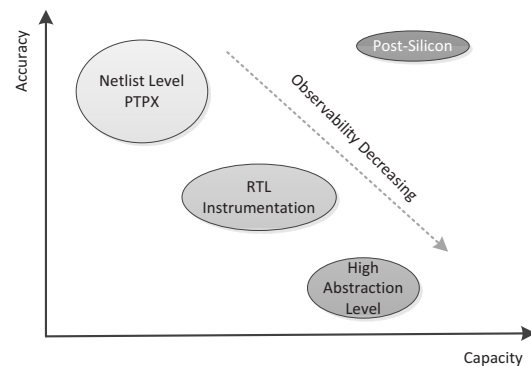 Accuracy
Netlist Level
PTPX
Post-Silicon
Observability Decreasing
RTL
Instrumentation
High
Abstraction
Level
Capacity